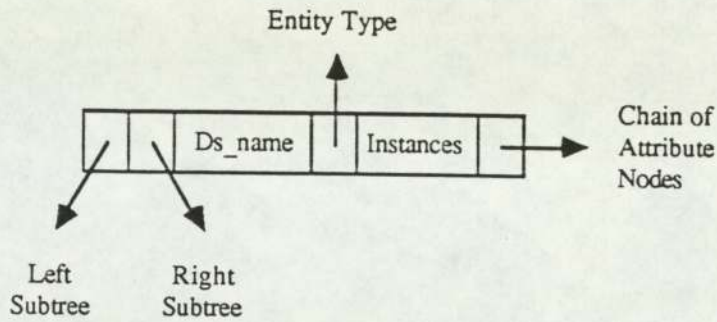 Entity Type
Ds_name
Instances
Chain of
Attribute
Nodes
Left
Subtree
Right
Subtree